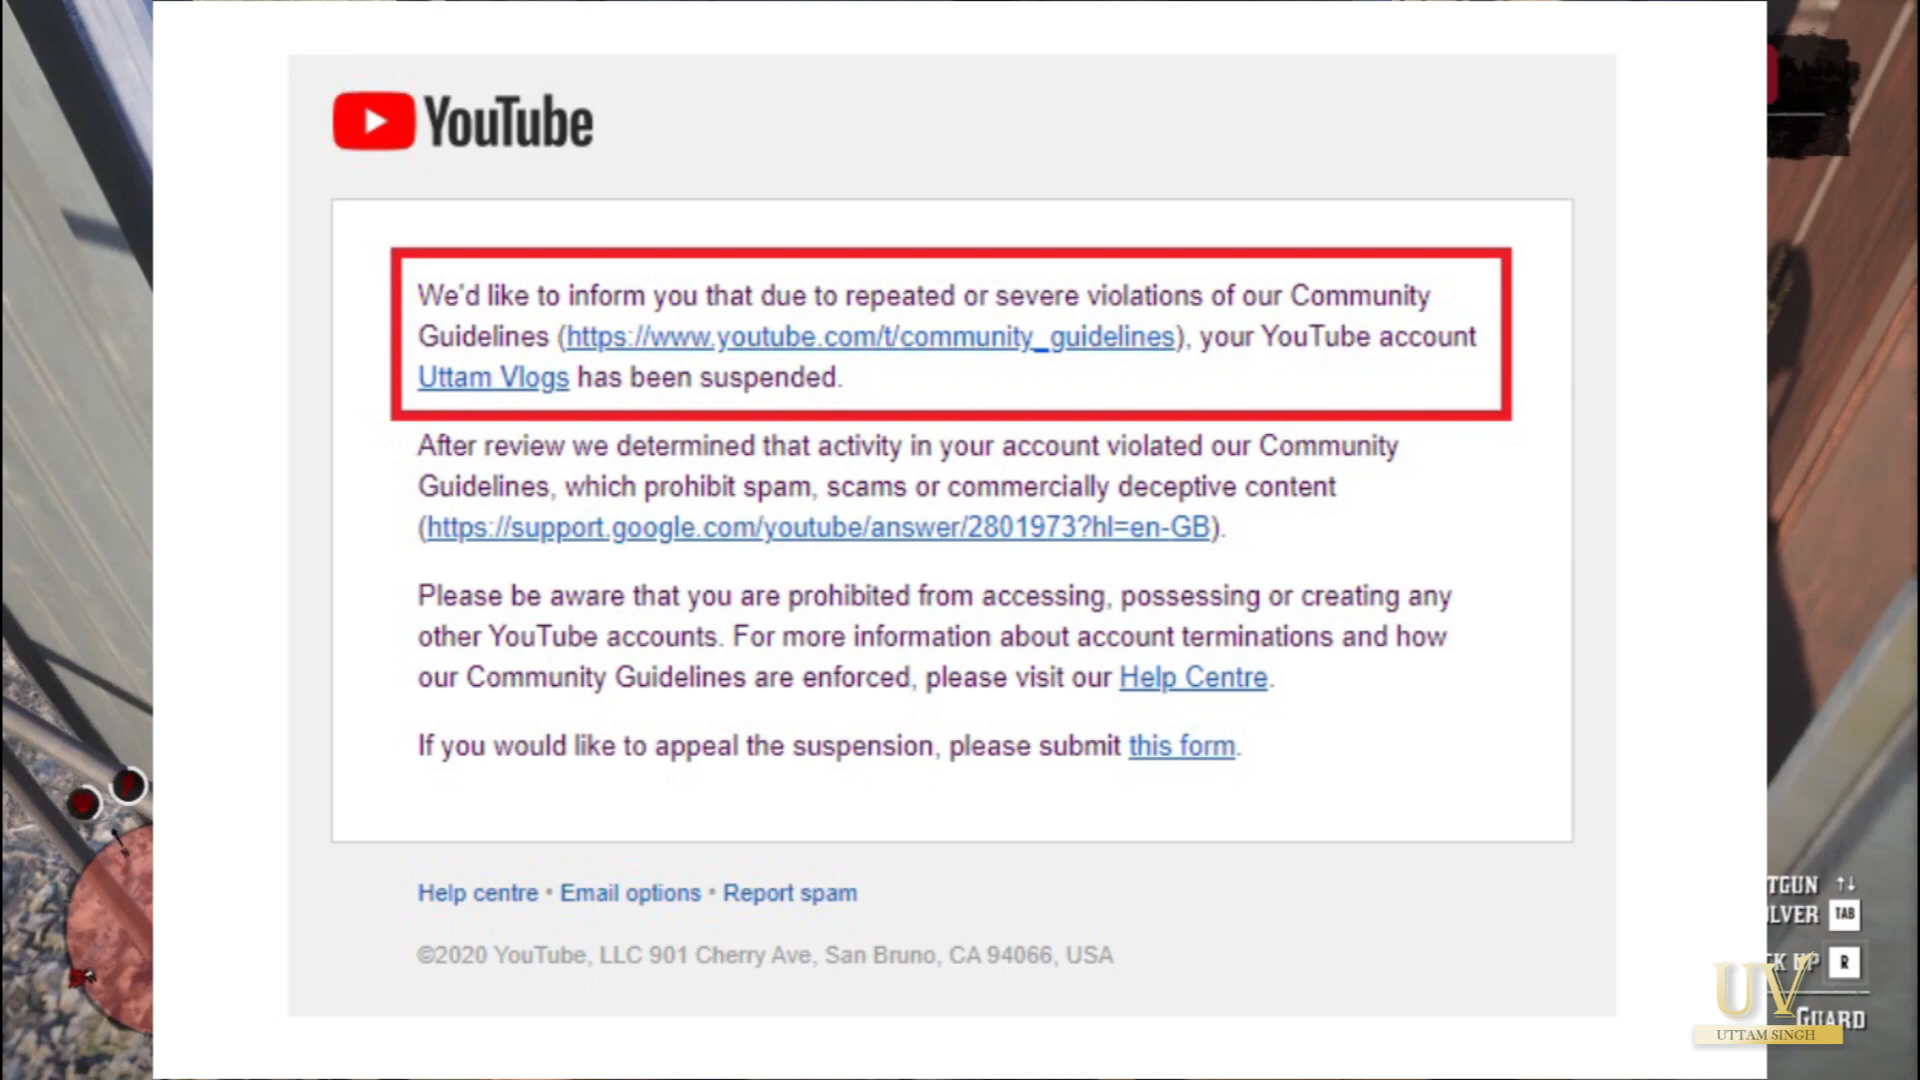 YouTube
We'd like to inform you that due to repeated or severe violations of our Community
Guidelines (https://www.youtube.com/t/community_guidelines), your YouTube account
Uttam Vlogs has been suspended.
After review we determined that activity in your account violated our Community
Guidelines, which prohibit spam, scams or commercially deceptive content
(https://support.google.com/youtube/answer/2801973?hl=en-GB).
Please be aware that you are prohibited from accessing, possessing or creating any
other YouTube accounts. For more information about account terminations and how
our Community Guidelines are enforced, please visit our Help Centre.
If you would like to appeal the suspension, please submit this form.
Help centre • Email options • Report spam
©2020 YouTube, LLC 901 Cherry Ave, San Bruno, CA 94066, USA
TAB
R
UV
GUARD
UTTAM SINGH